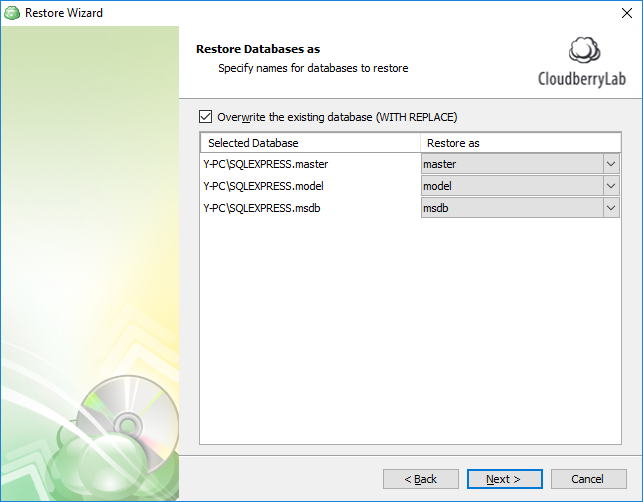 Restore Wizard
Restore Databases as
Specify names for databases to restore
CloudberryLab
Overwrite the existing database (WITH REPLACE)
Selected Database Restore as
Y-PC\SQLEXPRESS.master master
Y-PC\SQLEXPRESS.model model
Y-PC\SQLEXPRESS.msdb msdb
< Back Next > Cancel